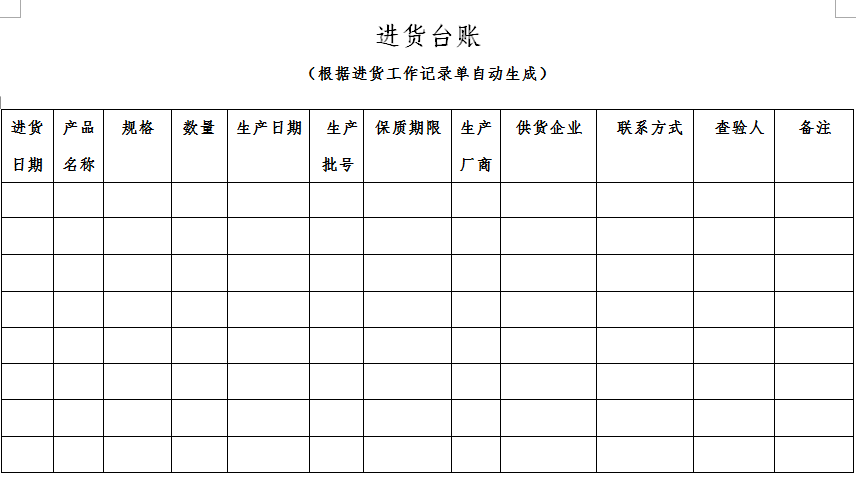 进货台账
（根据进货工作记录单自动生成）
进货 产品 规格 数量 生产日期 生产 保质期限 生产 供货企业 联系方式 查验人 备注
日期 名称 批号 厂商